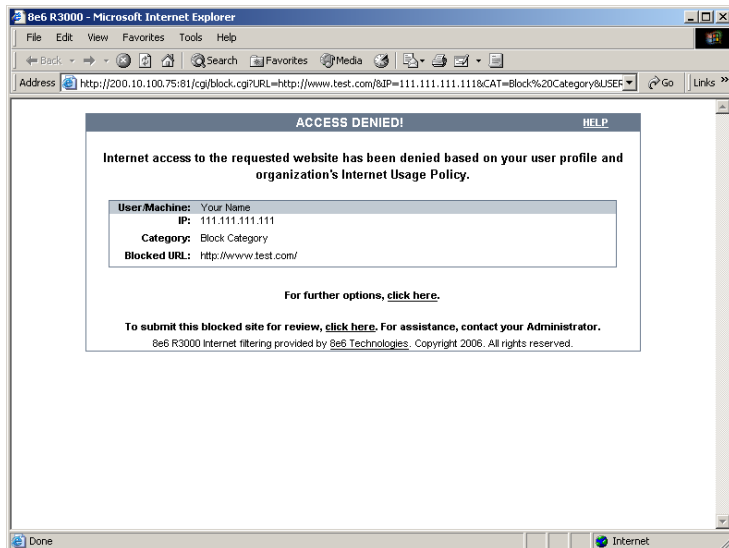 8e6 R3000 - Microsoft Internet Explorer
File Edit View Favorites Tools Help
Back Search Favorites Media
Address http://200.10.100.75:81/cgi/block.cgi?URL=http://www.test.com/&IP=111.111.111.111&CAT=Block%20Category&USER Go Links »
ACCESS DENIED! HELP
Internet access to the requested website has been denied based on your user profile and
organization's Internet Usage Policy.
User/Machine: Your Name
IP: 111.111.111.111
Category: Block Category
Blocked URL: http://www.test.com/
For further options, click here.
To submit this blocked site for review, click here. For assistance, contact your Administrator.
8e6 R3000 Internet filtering provided by 8e6 Technologies. Copyright 2006. All rights reserved.
Done Internet